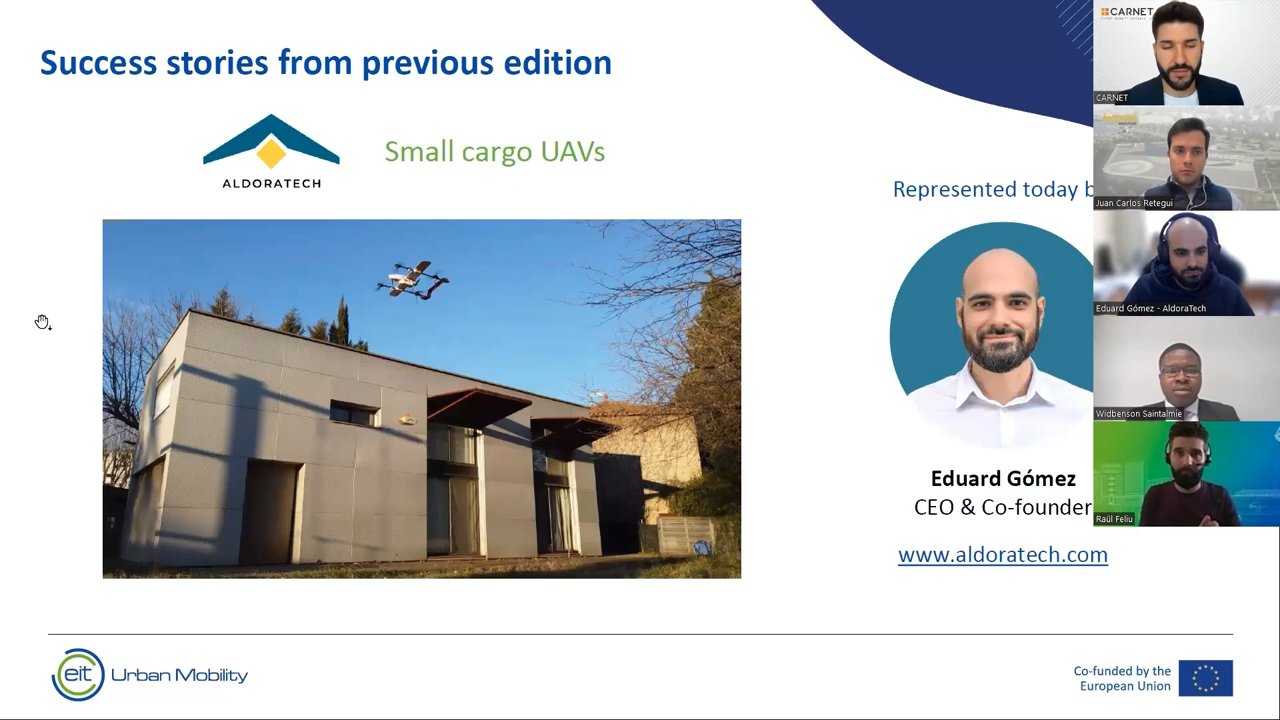 Success stories from previous edition
ALDORATECH
Small cargo UAVs
Represented today b
Eduard Gómez
CEO & Co-founder
www.aldoratech.com
eit Urban Mobility
Co-funded by the
European Union
CARNET
CARNET
Juan Carlos Retegui
Eduard Gómez - AldoraTech
Widbenson Saintalmie
Raül Feliu